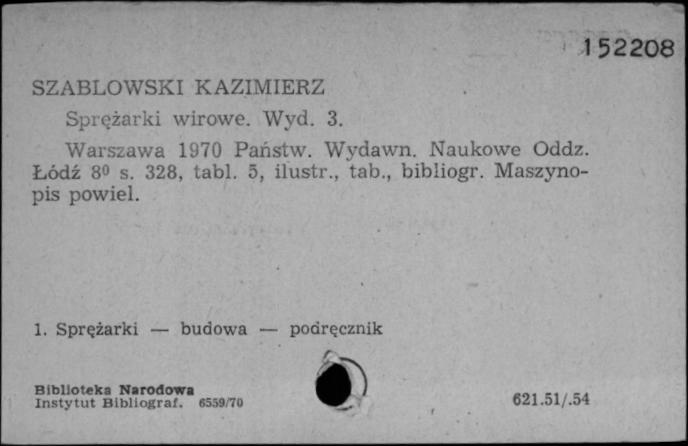 152208
SZABLOWSKI KAZIMIERZ
Sprężarki wirowe. Wyd. 3.
Warszawa 1970 Państw. Wydawn. Naukowe Oddz.
Łódź 8⁰ s. 328, tabl. 5, ilustr., tab., bibliogr. Maszyno-
pis powiel.
1. Sprężarki — budowa — podręcznik
Biblioteka Narodowa
Instytut Bibliograf. 6559/70
621.51/.54